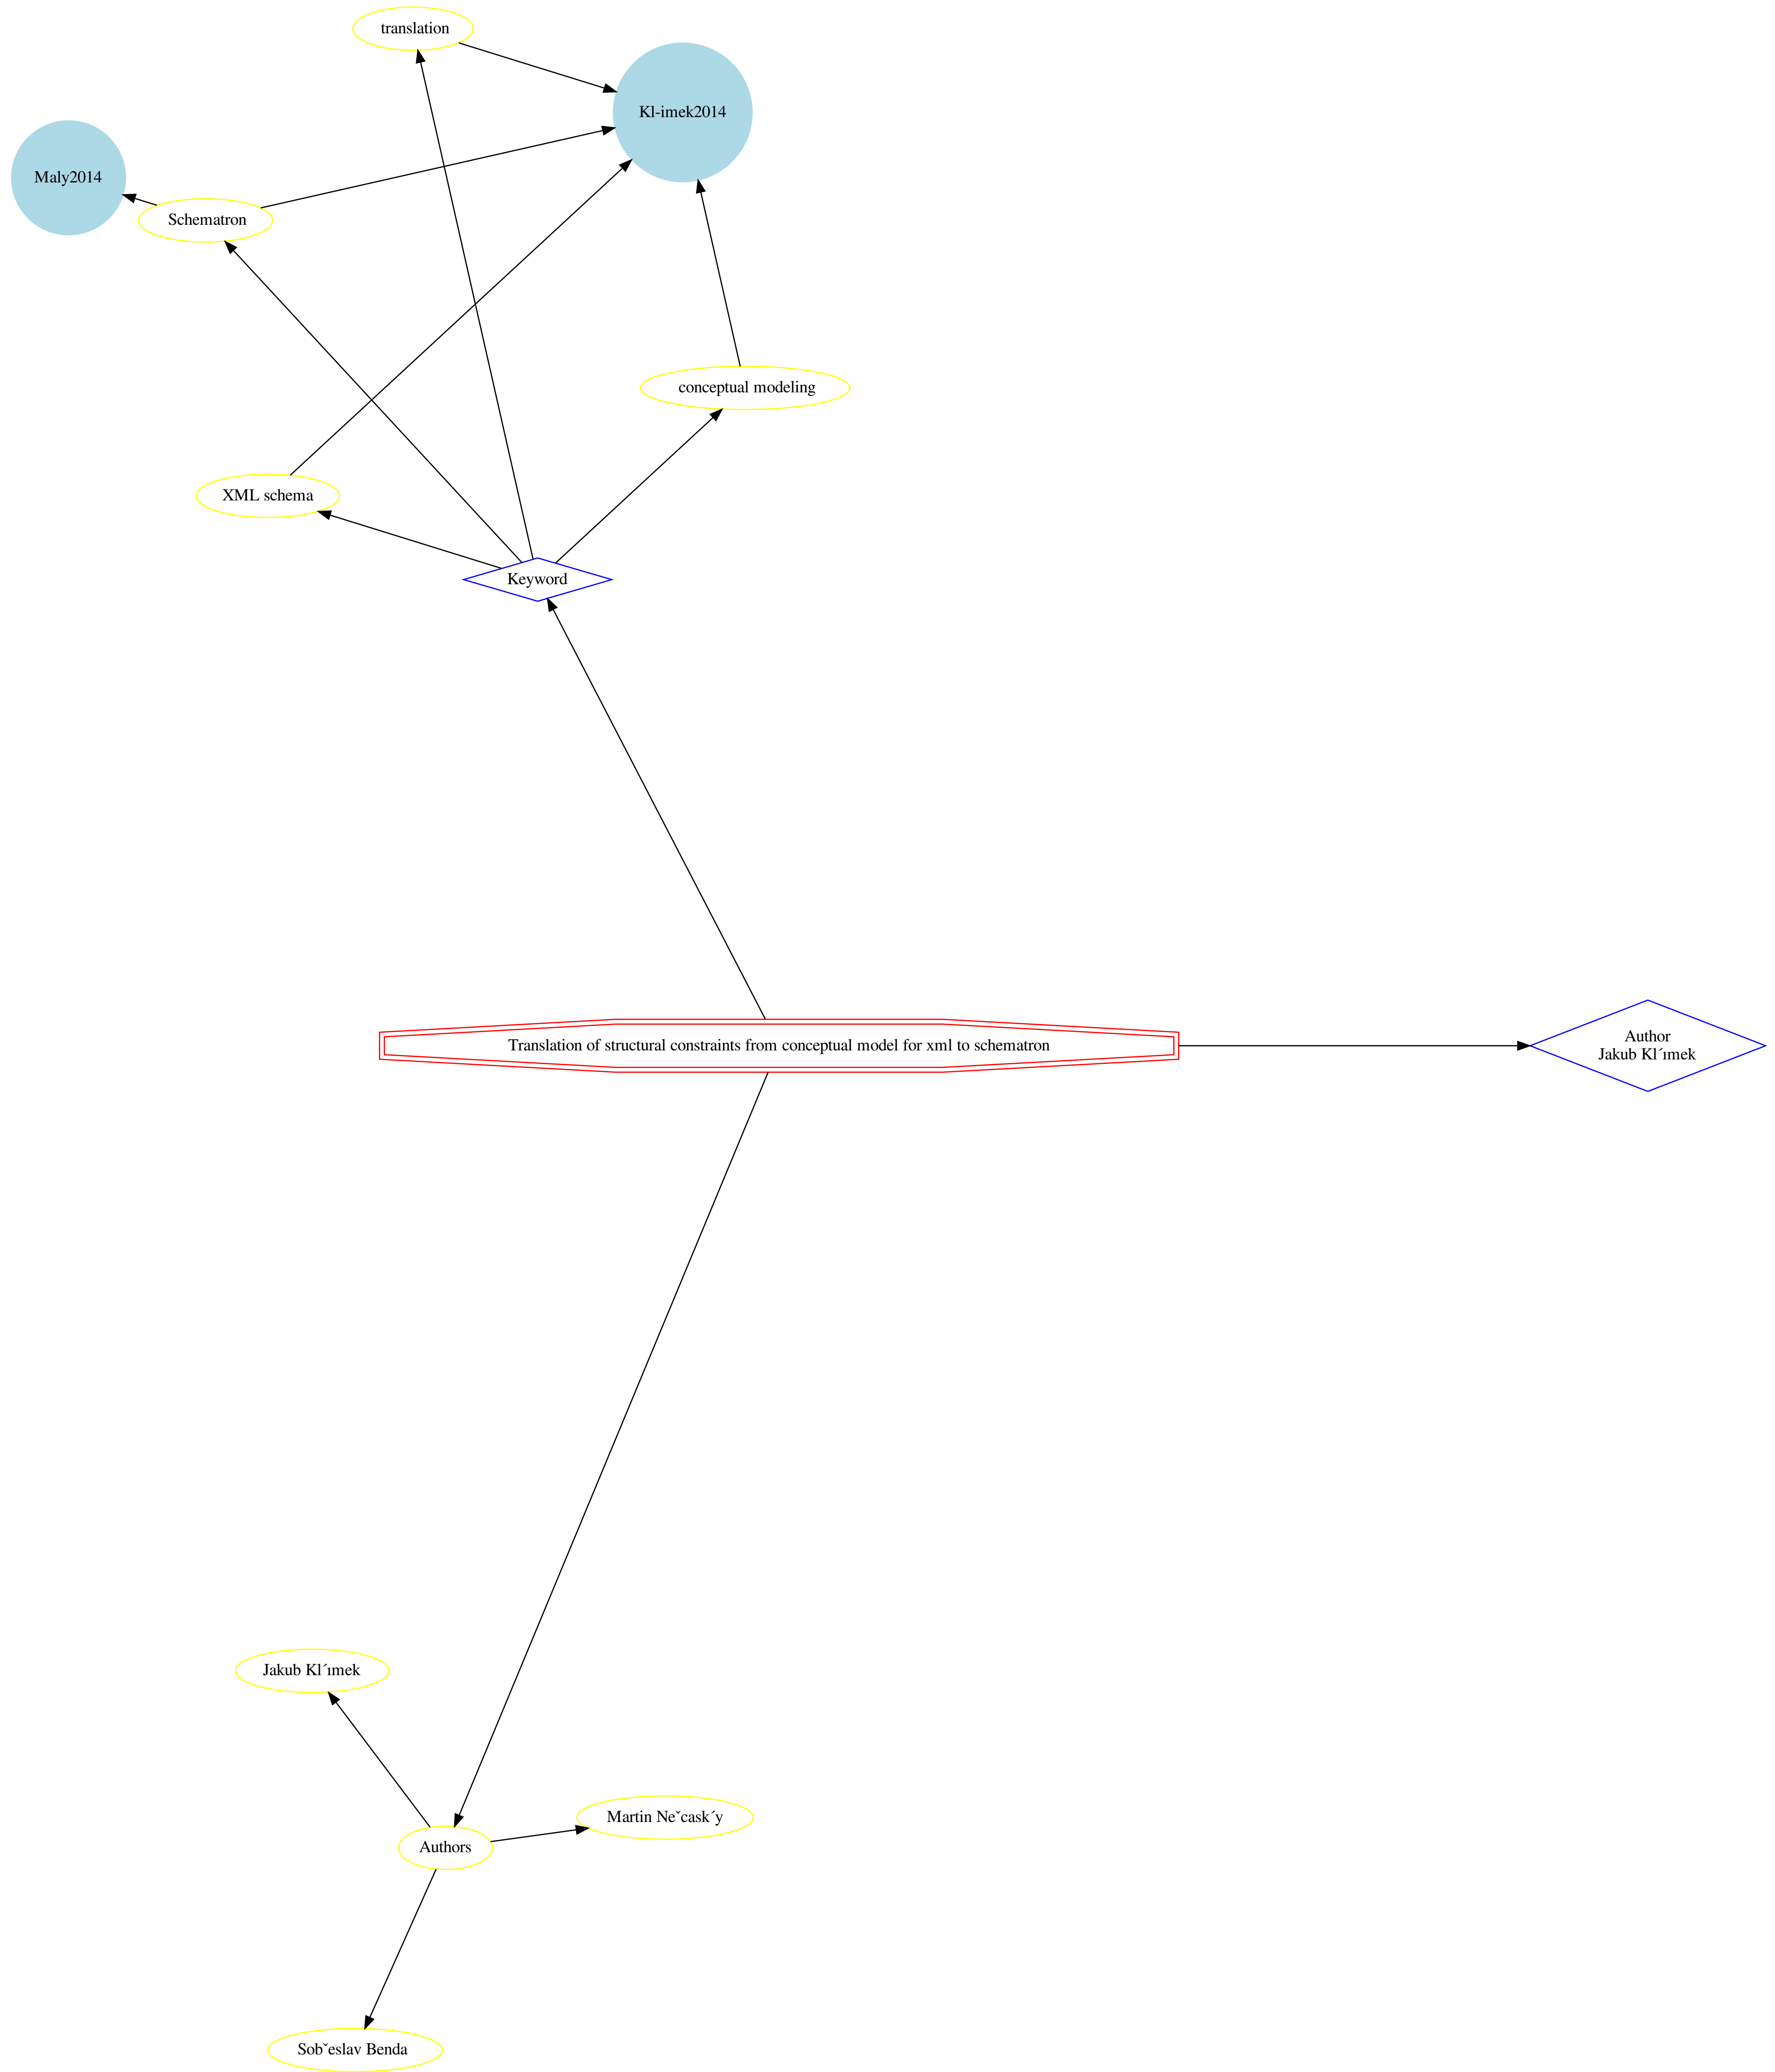 translation
Kl-imek2014
Maly2014
Schematron
conceptual modeling
XML schema
Keyword
Translation of structural constraints from conceptual model for xml to schematron
Author
Jakub Kl´ımek
Jakub Kl´ımek
Martin Neˇcask´y
Authors
Sobˇeslav Benda